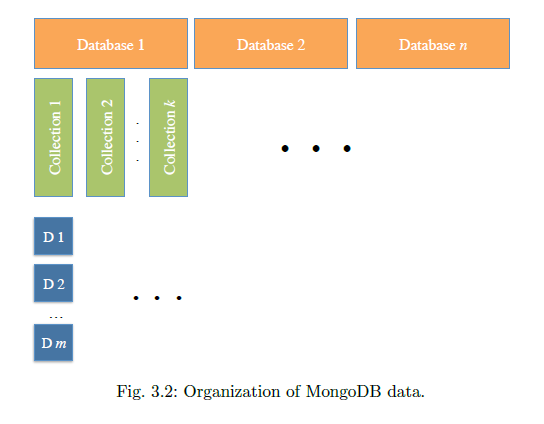 Database 1
Database 2
Database n
Collection 1
Collection 2
. . .
Collection k
. . .
D 1
D 2
...
D m
. . .
Fig. 3.2: Organization of MongoDB data.